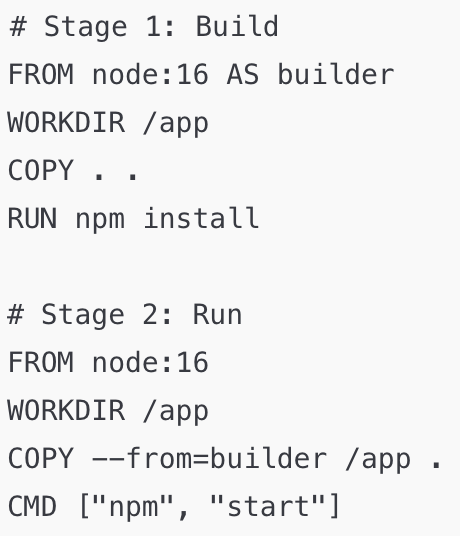 # Stage 1: Build
FROM node:16 AS builder
WORKDIR /app
COPY . .
RUN npm install

# Stage 2: Run
FROM node:16
WORKDIR /app
COPY --from=builder /app .
CMD ["npm", "start"]